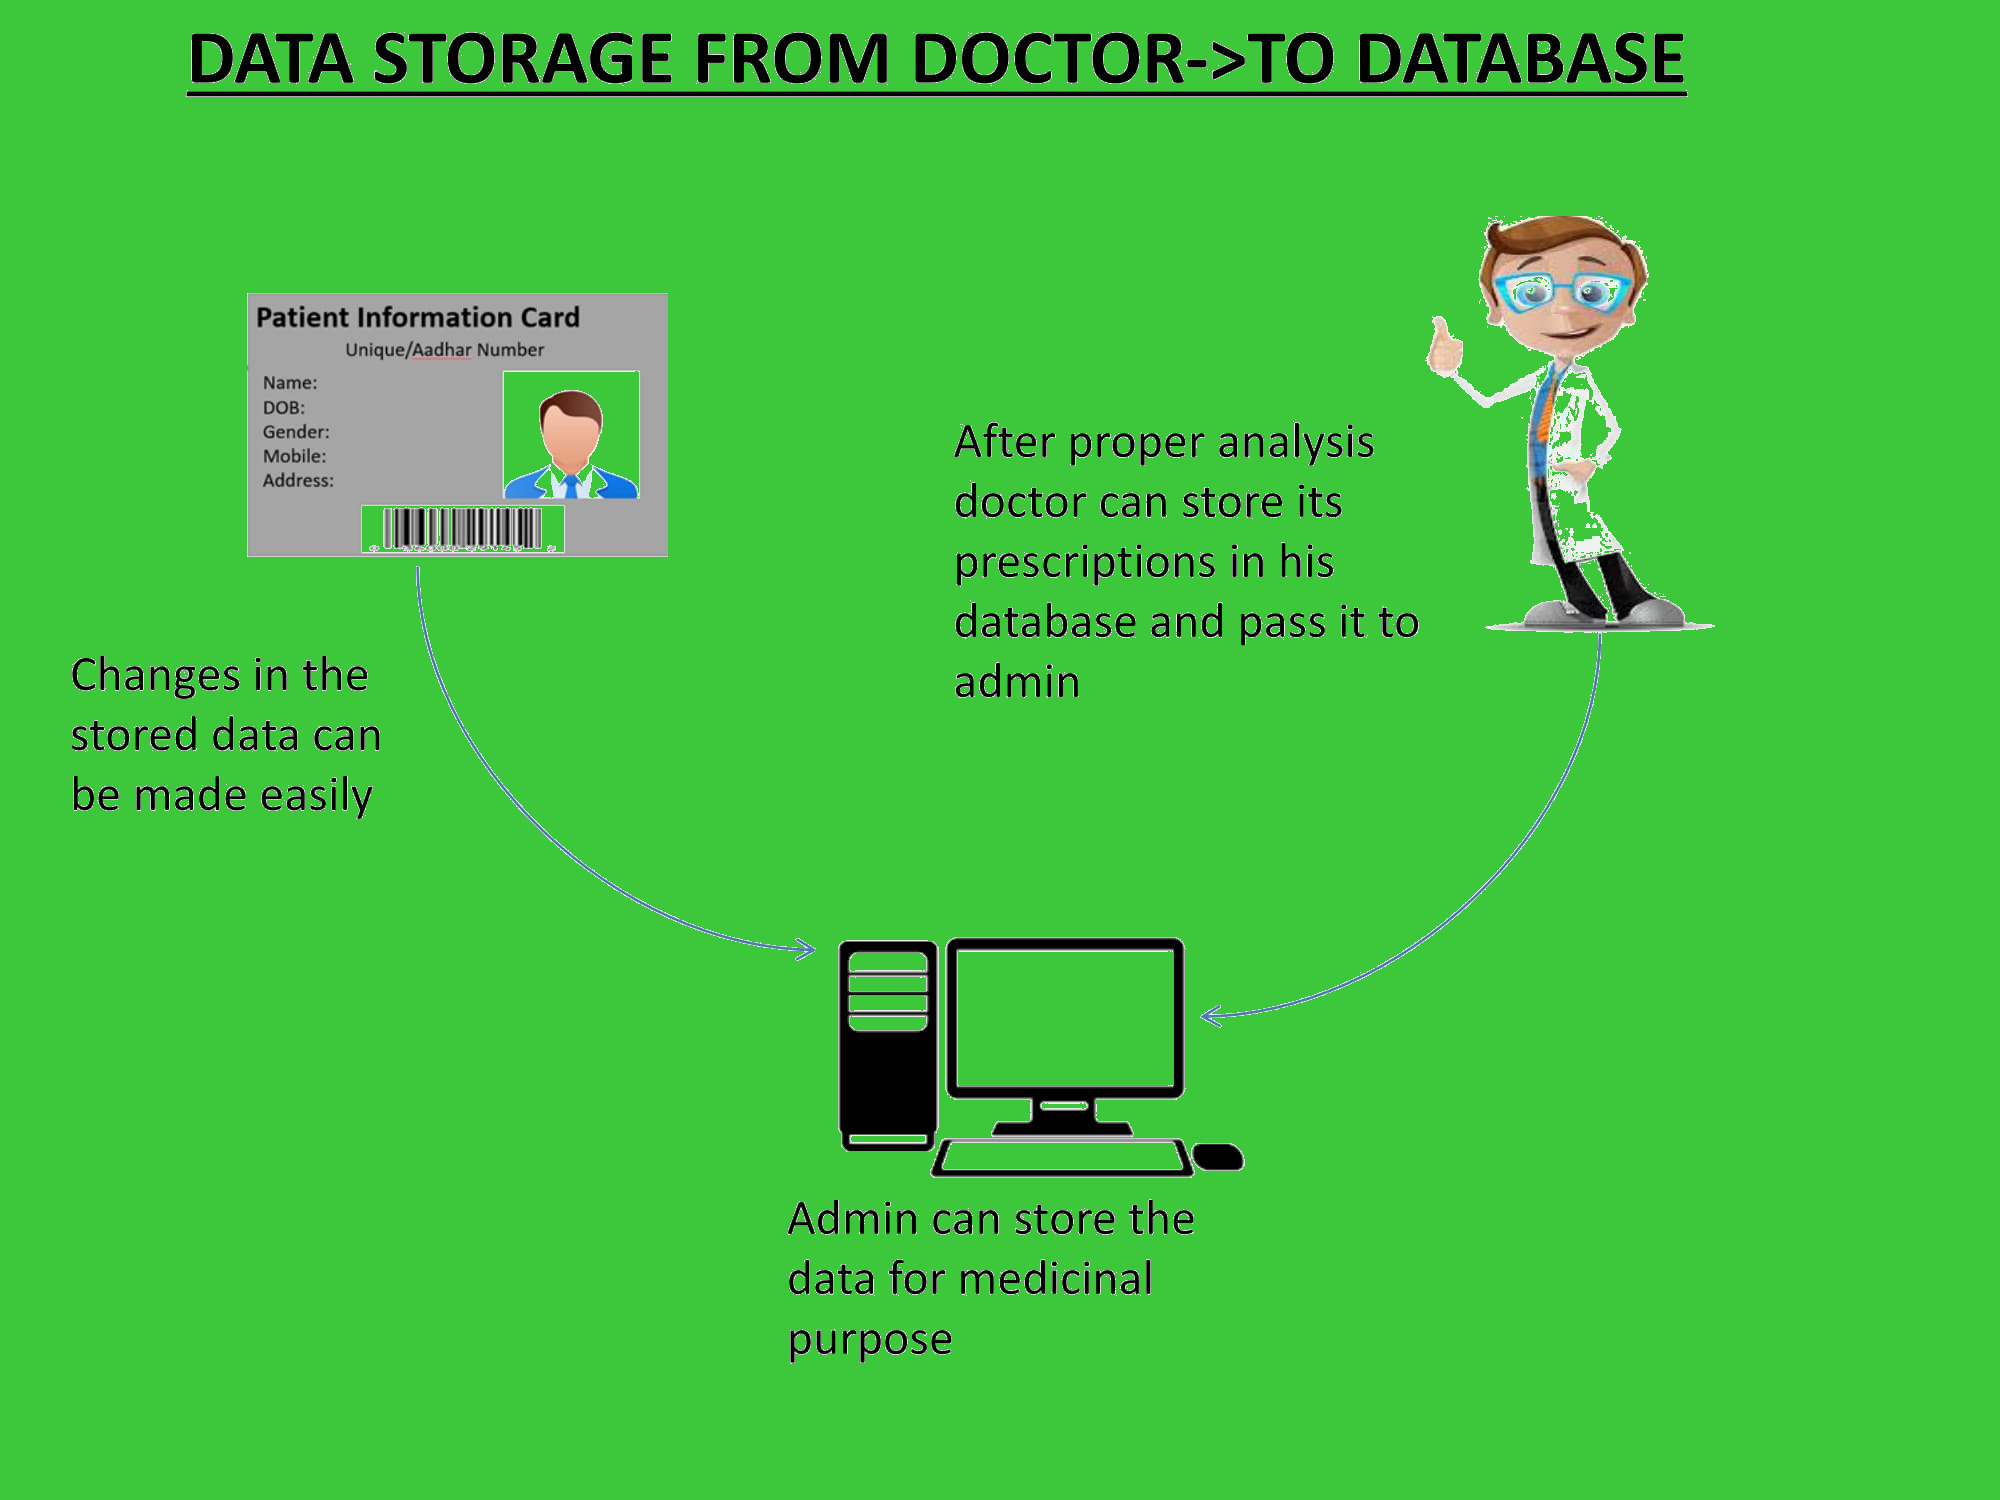 DATA STORAGE FROM DOCTOR->TO DATABASE
Patient Information Card
Unique/Aadhar Number
Name:
DOB:
Gender:
Mobile:
Address:
After proper analysis
doctor can store its
prescriptions in his
database and pass it to
admin
Changes in the
stored data can
be made easily
Admin can store the
data for medicinal
purpose